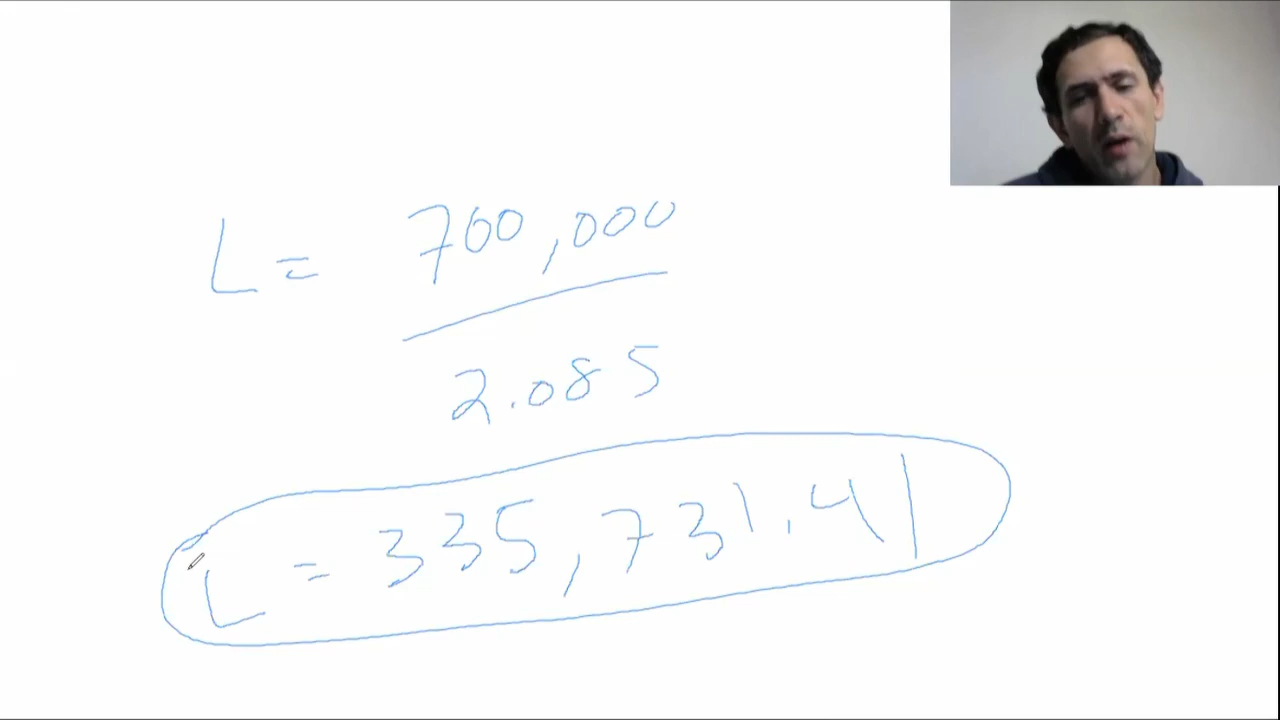 L = 700,000
2.085
L = 335,731.41